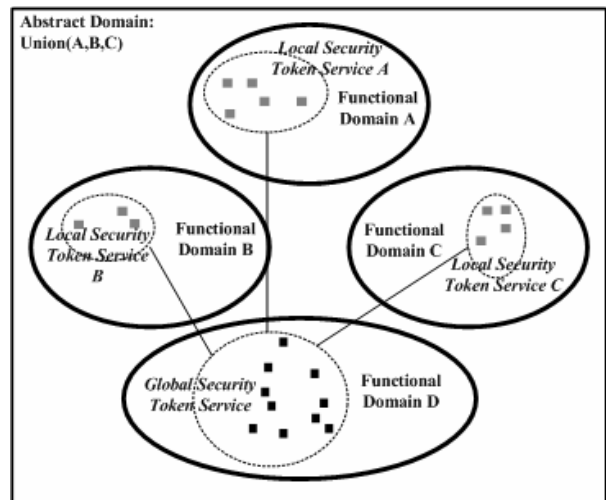 Abstract Domain:
Union(A,B,C)
Local Security
Token Service A
Functional
Domain A
Local Security
Token Service
B
Functional
Domain B
Functional
Domain C
Local Security
Token Service C
Global Security
Token Service
Functional
Domain D